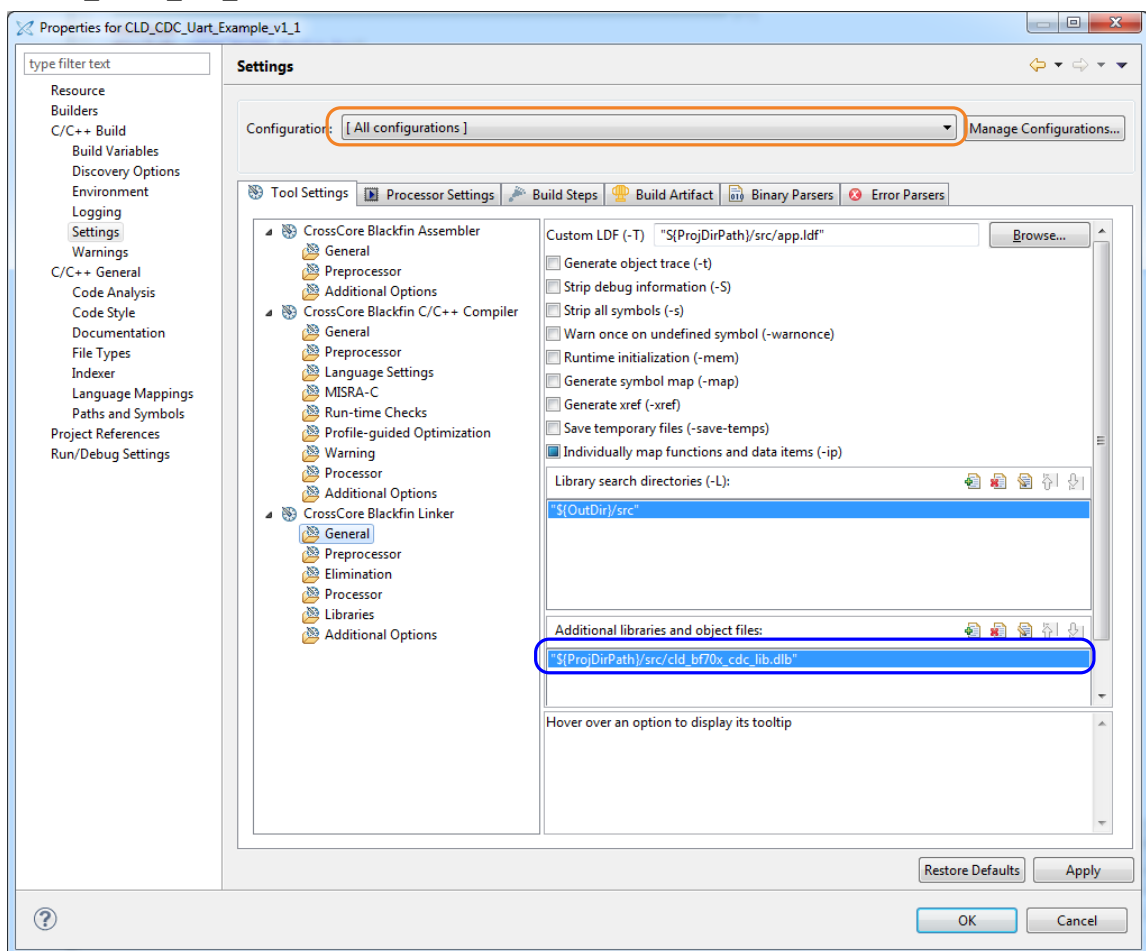 Properties for CLD_CDC_Uart_Example_v1_1
type filter text
Resource
Builders
C/C++ Build
Build Variables
Discovery Options
Environment
Logging
Settings
Warnings
C/C++ General
Code Analysis
Code Style
Documentation
File Types
Indexer
Language Mappings
Paths and Symbols
Project References
Run/Debug Settings
Settings
Configuration: [ All configurations ] Manage Configurations...
Tool Settings Processor Settings Build Steps Build Artifact Binary Parsers Error Parsers
CrossCore Blackfin Assembler
General
Preprocessor
Additional Options
CrossCore Blackfin C/C++ Compiler
General
Preprocessor
Language Settings
MISRA-C
Run-time Checks
Profile-guided Optimization
Warning
Processor
Additional Options
CrossCore Blackfin Linker
General
Preprocessor
Elimination
Processor
Libraries
Additional Options
Custom LDF (-T) "${ProjDirPath}/src/app.ldf" Browse...
Generate object trace (-t)
Strip debug information (-S)
Strip all symbols (-s)
Warn once on undefined symbol (-warnonce)
Runtime initialization (-mem)
Generate symbol map (-map)
Generate xref (-xref)
Save temporary files (-save-temps)
Individually map functions and data items (-ip)
Library search directories (-L):
"${OutDir}/src"
Additional libraries and object files:
"${ProjDirPath}/src/cld_bf70x_cdc_lib.dlb"
Hover over an option to display its tooltip
Restore Defaults Apply
OK Cancel